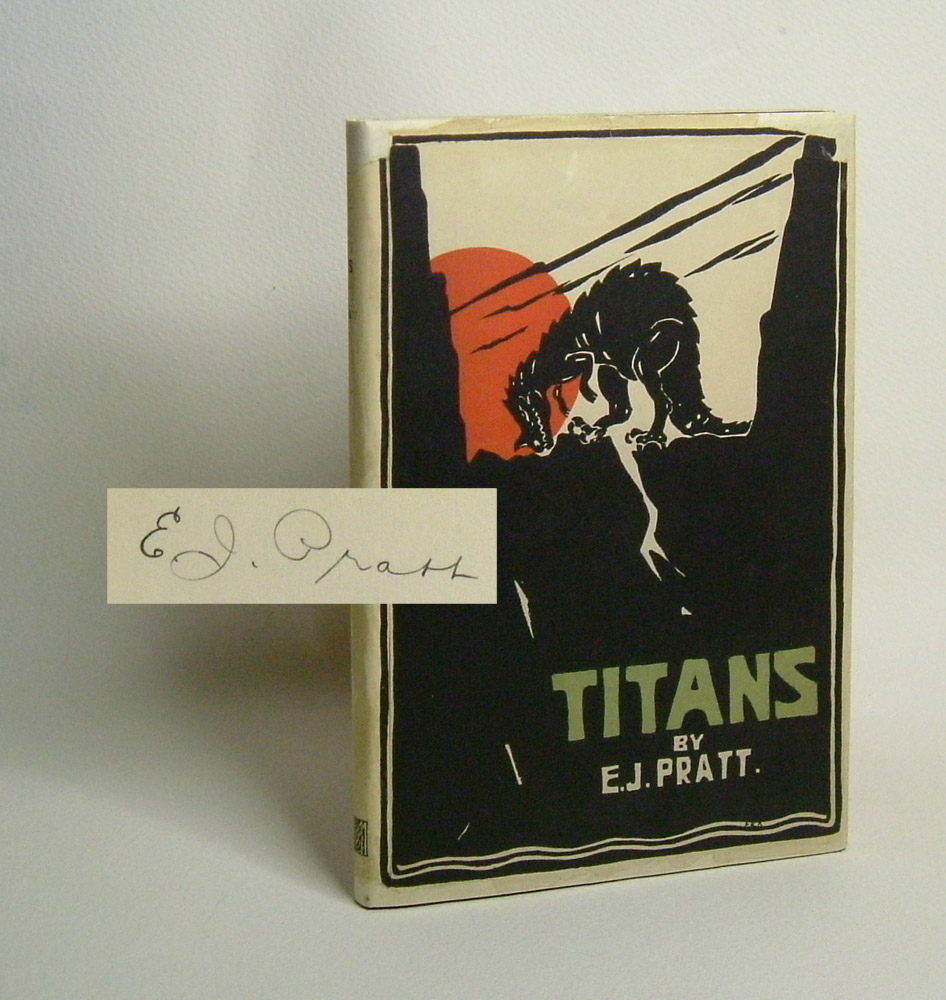 E. J. Pratt
TITANS
BY
E.J. PRATT.